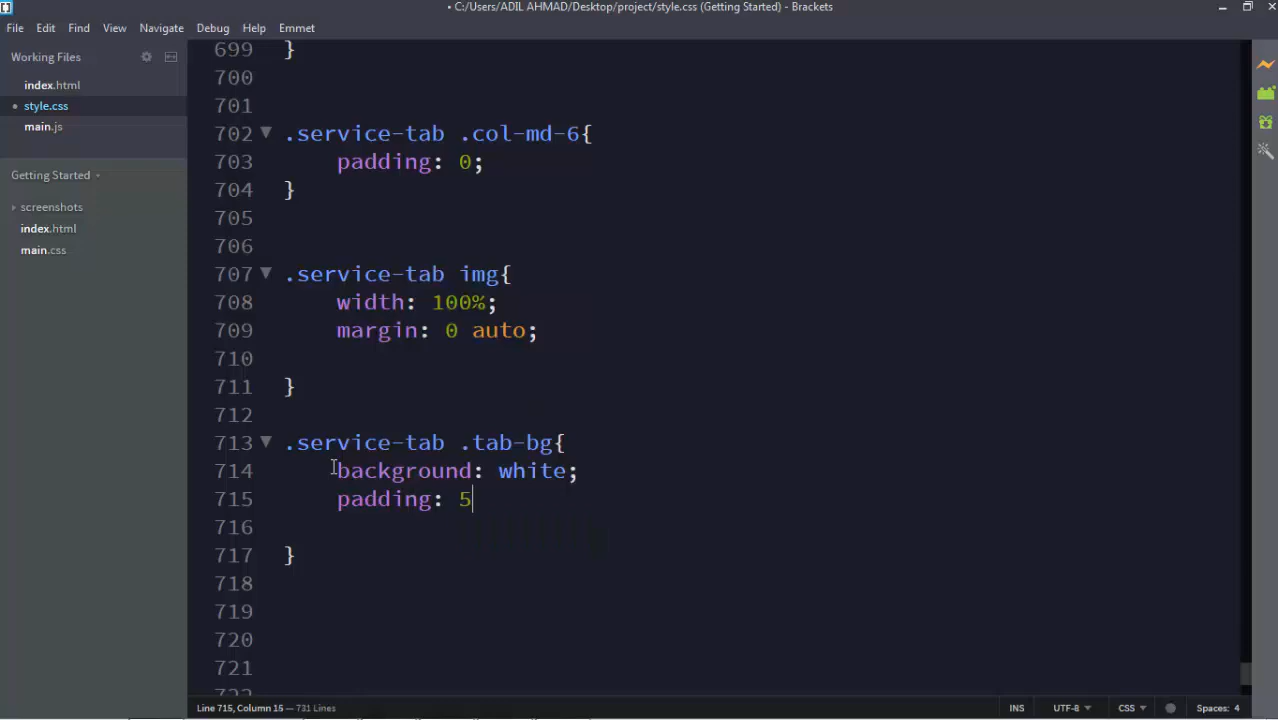 • C:/Users/ADIL AHMAD/Desktop/project/style.css (Getting Started) - Brackets
File Edit Find View Navigate Debug Help Emmet
Working Files
index.html
• style.css
main.js
Getting Started
screenshots
index.html
main.css
699 }
700
701
702 .service-tab .col-md-6{
703 padding: 0;
704 }
705
706
707 .service-tab img{
708 width: 100%;
709 margin: 0 auto;
710
711 }
712
713 .service-tab .tab-bg{
714 background: white;
715 padding: 5
716
717 }
718
719
720
721
722
Line 715, Column 15 — 731 Lines INS UTF-8 CSS Spaces: 4